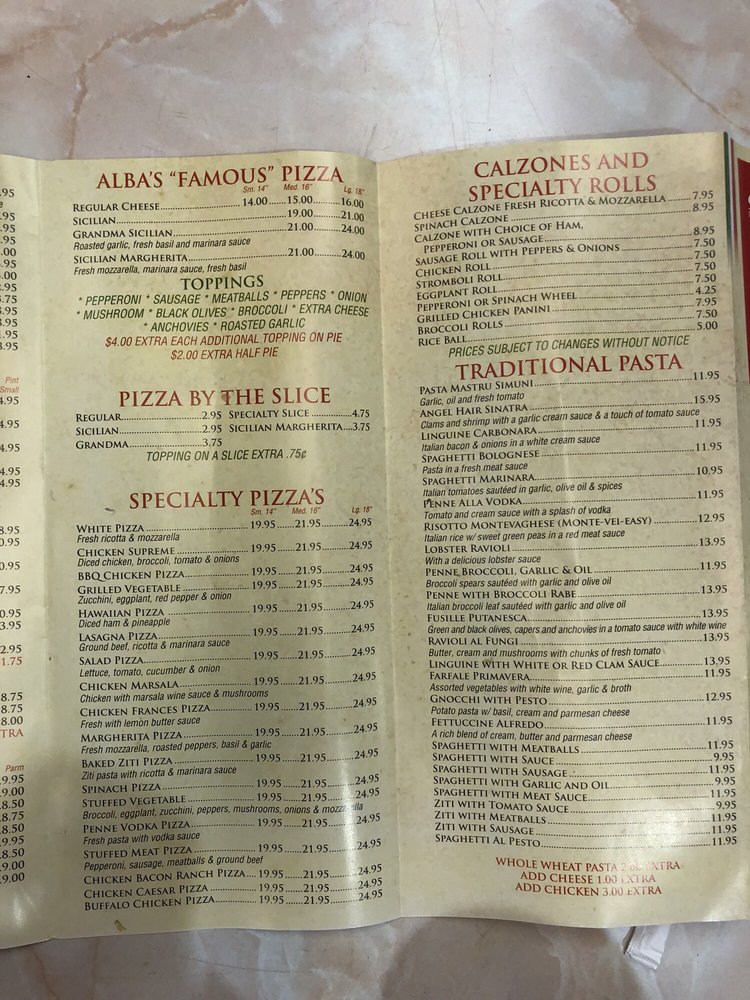 ALBA'S "FAMOUS" PIZZA
Sm. 14" Med. 16" Lg. 18"
REGULAR CHEESE 14.00 15.00 16.00
SICILIAN 19.00 21.00
GRANDMA SICILIAN 21.00 24.00
Roasted garlic, fresh basil and marinara sauce
SICILIAN MARGHERITA 21.00 24.00
Fresh mozzarella, marinara sauce, fresh basil
TOPPINGS
* PEPPERONI * SAUSAGE * MEATBALLS * PEPPERS * ONION
* MUSHROOM * BLACK OLIVES * BROCCOLI * EXTRA CHEESE
* ANCHOVIES * ROASTED GARLIC
$4.00 EXTRA EACH ADDITIONAL TOPPING ON PIE
$2.00 EXTRA HALF PIE
PIZZA BY THE SLICE
REGULAR 2.95 SPECIALTY SLICE 4.75
SICILIAN 2.95 SICILIAN MARGHERITA 3.75
GRANDMA 3.75
TOPPING ON A SLICE EXTRA .75¢
SPECIALTY PIZZA'S
Sm. 14" Med. 16" Lg. 18"
WHITE PIZZA 19.95 21.95 24.95
Fresh ricotta & mozzarella
CHICKEN SUPREME 19.95 21.95 24.95
Diced chicken, broccoli, tomato & onions
BBQ CHICKEN PIZZA 19.95 21.95 24.95
GRILLED VEGETABLE 19.95 21.95 24.95
Zucchini, eggplant, red pepper & onion
HAWAIIAN PIZZA 19.95 21.95 24.95
Diced ham & pineapple
LASAGNA PIZZA 19.95 21.95 24.95
Ground beef, ricotta & marinara sauce
SALAD PIZZA 19.95 21.95 24.95
Lettuce, tomato, cucumber & onion
CHICKEN MARSALA 19.95 21.95 24.95
Chicken with marsala wine sauce & mushrooms
CHICKEN FRANCES PIZZA 19.95 21.95 24.95
Fresh with lemon butter sauce
MARGHERITA PIZZA 19.95 21.95 24.95
Fresh mozzarella, roasted peppers, basil & garlic
BAKED ZITI PIZZA 19.95 21.95 24.95
Ziti pasta with ricotta & marinara sauce
SPINACH PIZZA 19.95 21.95 24.95
STUFFED VEGETABLE 19.95 21.95 24.95
Broccoli, eggplant, zucchini, peppers, mushrooms, onions & mozzarella
PENNE VODKA PIZZA 19.95 21.95 24.95
Fresh pasta with vodka sauce
STUFFED MEAT PIZZA 19.95 21.95 24.95
Pepperoni, sausage, meatballs & ground beef
CHICKEN BACON RANCH PIZZA 19.95 21.95 24.95
CHICKEN CAESAR PIZZA 19.95 21.95 24.95
BUFFALO CHICKEN PIZZA 19.95 21.95 24.95
CALZONES AND
SPECIALTY ROLLS
CHEESE CALZONE FRESH RICOTTA & MOZZARELLA 7.95
SPINACH CALZONE 8.95
CALZONE WITH CHOICE OF HAM,
PEPPERONI OR SAUSAGE 8.95
SAUSAGE ROLL WITH PEPPERS & ONIONS 7.50
CHICKEN ROLL 7.50
STROMBOLI ROLL 7.50
EGGPLANT ROLL 7.50
PEPPERONI OR SPINACH WHEEL 4.25
GRILLED CHICKEN PANINI 7.95
BROCCOLI ROLLS 7.50
RICE BALL 5.00
PRICES SUBJECT TO CHANGES WITHOUT NOTICE
TRADITIONAL PASTA
PASTA MASTRU SIMUNI 11.95
Garlic, oil and fresh tomato
ANGEL HAIR SINATRA 15.95
Clams and shrimp with a garlic cream sauce & a touch of tomato sauce
LINGUINE CARBONARA 11.95
Italian bacon & onions in a white cream sauce
SPAGHETTI BOLOGNESE 11.95
Pasta in a fresh meat sauce
SPAGHETTI MARINARA 10.95
Italian tomatoes sautéed in garlic, olive oil & spices
PENNE ALLA VODKA 11.95
Tomato and cream sauce with a splash of vodka
RISOTTO MONTEVAGHESE (MONTE-VEI-EASY) 12.95
Italian rice w/ sweet green peas in a red meat sauce
LOBSTER RAVIOLI 13.95
With a delicious lobster sauce
PENNE BROCCOLI, GARLIC & OIL 11.95
Broccoli spears sautéed with garlic and olive oil
PENNE WITH BROCCOLI RABE 13.95
Italian broccoli leaf sautéed with garlic and olive oil
FUSILLE PUTANESCA 13.95
Green and black olives, capers and anchovies in a tomato sauce with white wine
RAVIOLI AL FUNGI 13.95
Butter, cream and mushrooms with chunks of fresh tomato
LINGUINE WITH WHITE OR RED CLAM SAUCE 13.95
FARFALE PRIMAVERA 11.95
Assorted vegetables with white wine, garlic & broth
GNOCCHI WITH PESTO 12.95
Potato pasta w/ basil, cream and parmesan cheese
FETTUCCINE ALFREDO 11.95
A rich blend of cream, butter and parmesan cheese
SPAGHETTI WITH MEATBALLS 11.95
SPAGHETTI WITH SAUCE 9.95
SPAGHETTI WITH SAUSAGE 11.95
SPAGHETTI WITH GARLIC AND OIL 9.95
SPAGHETTI WITH MEAT SAUCE 11.95
ZITI WITH TOMATO SAUCE 9.95
ZITI WITH MEATBALLS 11.95
ZITI WITH SAUSAGE 11.95
SPAGHETTI AL PESTO 11.95
WHOLE WHEAT PASTA 2.00 EXTRA
ADD CHEESE 1.00 EXTRA
ADD CHICKEN 3.00 EXTRA